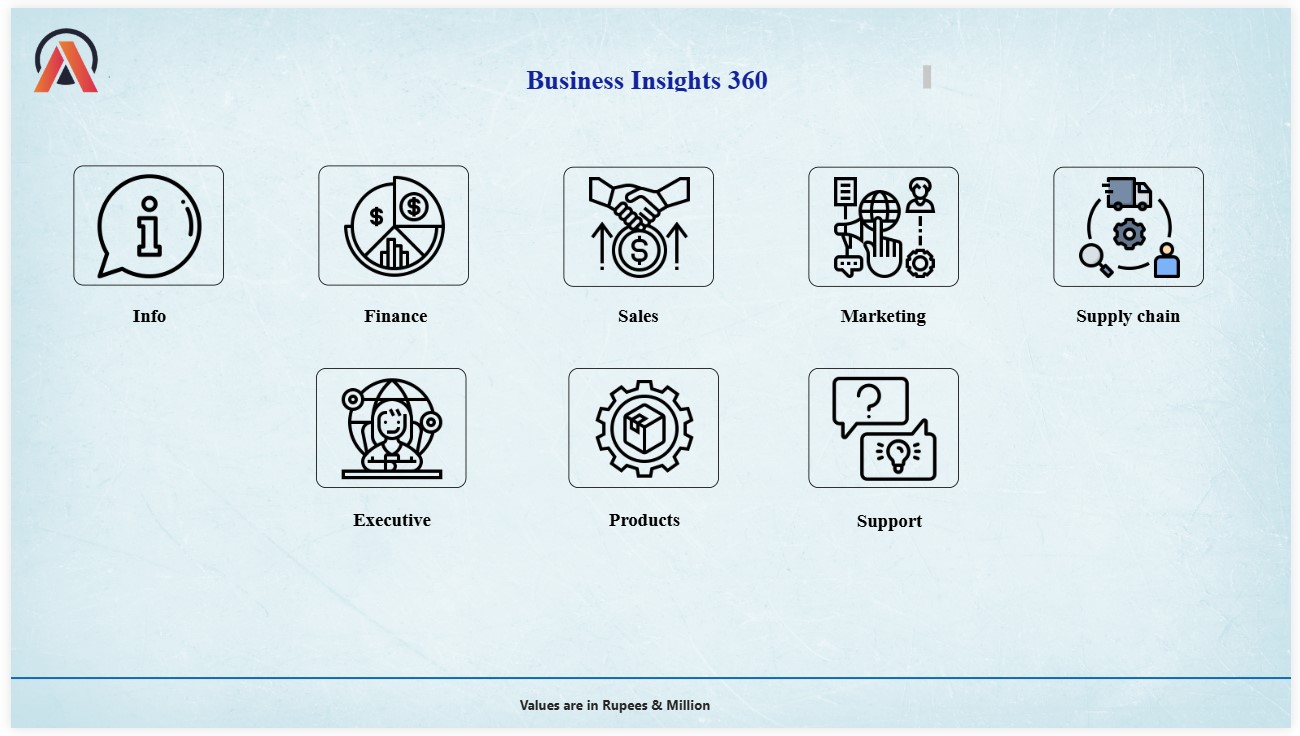 Business Insights 360
Info
Finance
Sales
Marketing
Supply chain
Executive
Products
Support
Values are in Rupees & Million